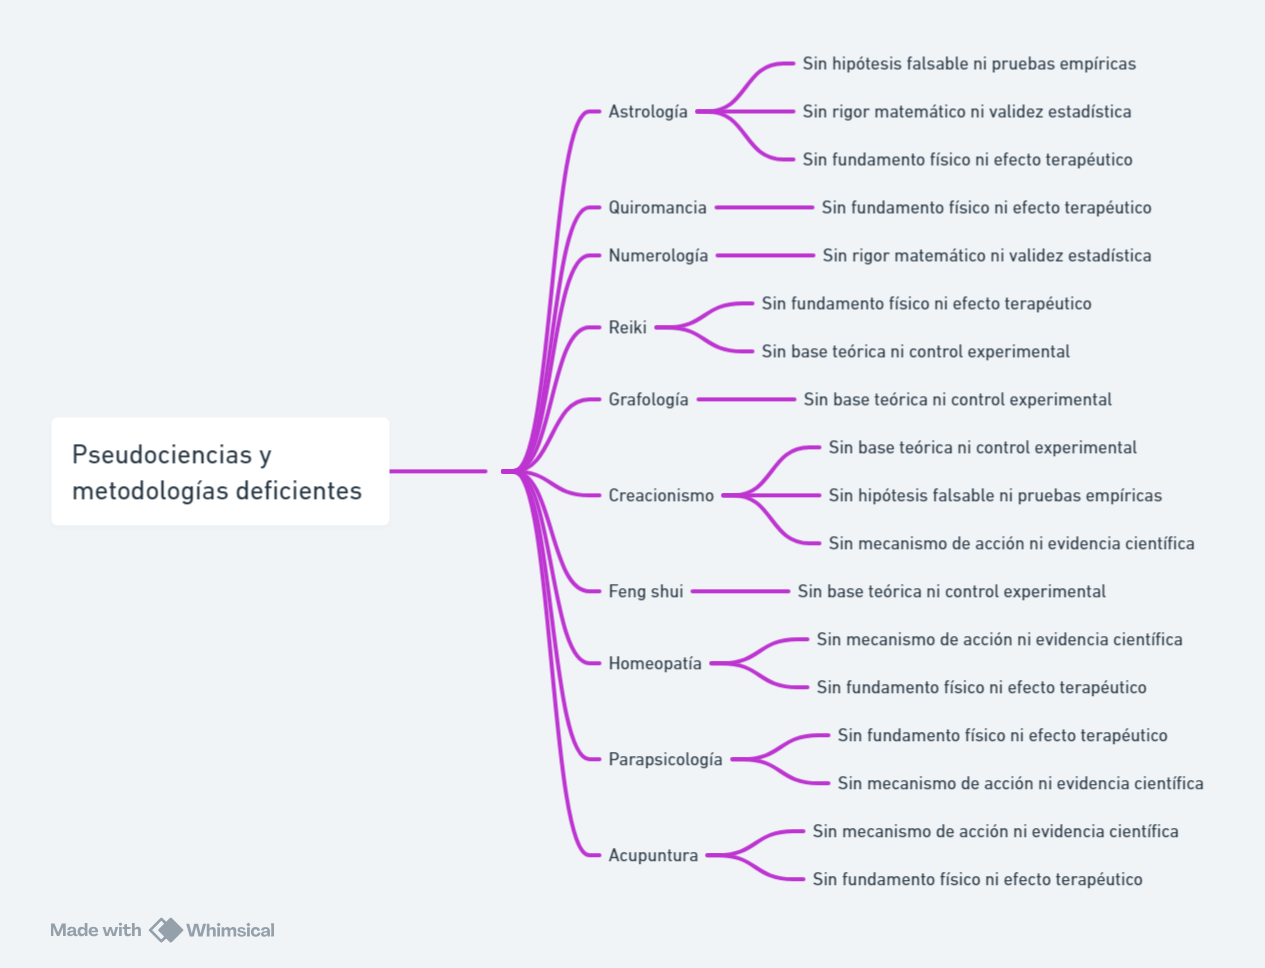 Pseudociencias y
metodologías deficientes
Astrología
Sin hipótesis falsable ni pruebas empíricas
Sin rigor matemático ni validez estadística
Sin fundamento físico ni efecto terapéutico
Quiromancia
Sin fundamento físico ni efecto terapéutico
Numerología
Sin rigor matemático ni validez estadística
Reiki
Sin fundamento físico ni efecto terapéutico
Sin base teórica ni control experimental
Grafología
Sin base teórica ni control experimental
Creacionismo
Sin base teórica ni control experimental
Sin hipótesis falsable ni pruebas empíricas
Sin mecanismo de acción ni evidencia científica
Feng shui
Sin base teórica ni control experimental
Homeopatía
Sin mecanismo de acción ni evidencia científica
Sin fundamento físico ni efecto terapéutico
Parapsicología
Sin fundamento físico ni efecto terapéutico
Sin mecanismo de acción ni evidencia científica
Acupuntura
Sin mecanismo de acción ni evidencia científica
Sin fundamento físico ni efecto terapéutico
Made with Whimsical